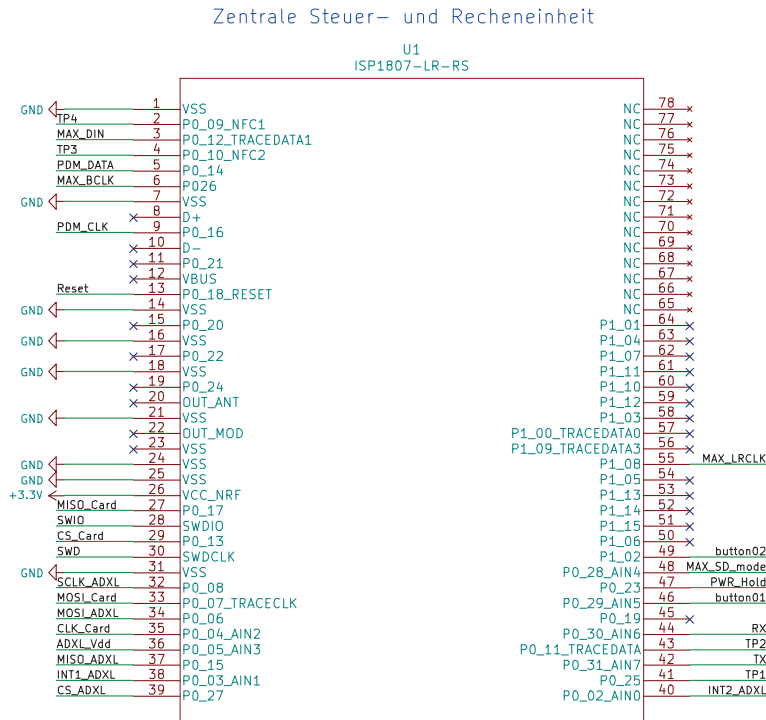 Zentrale Steuer- und Recheneinheit
U1
ISP1807-LR-RS
GND 1 VSS NC 78
TP4 2 P0_09_NFC1 NC 77
MAX_DIN 3 P0_12_TRACEDATA1 NC 76
TP3 4 P0_10_NFC2 NC 75
PDM_DATA 5 P0_14 NC 74
MAX_BCLK 6 P026 NC 73
GND 7 VSS NC 72
8 D+ NC 71
PDM_CLK 9 P0_16 NC 70
10 D- NC 69
11 P0_21 NC 68
12 VBUS NC 67
Reset 13 P0_18_RESET NC 66
GND 14 VSS NC 65
15 P0_20 P1_01 64
GND 16 VSS P1_04 63
17 P0_22 P1_07 62
GND 18 VSS P1_11 61
19 P0_24 P1_10 60
20 OUT_ANT P1_12 59
GND 21 VSS P1_03 58
22 OUT_MOD P1_00_TRACEDATA0 57
23 VSS P1_09_TRACEDATA3 56
GND 24 VSS P1_08 55 MAX_LRCLK
GND 25 VSS P1_05 54
+3.3V 26 VCC_NRF P1_13 53
MISO_Card 27 P0_17 P1_14 52
SWIO 28 SWDIO P1_15 51
CS_Card 29 P0_13 P1_06 50
SWD 30 SWDCLK P1_02 49 button02
GND 31 VSS P0_28_AIN4 48 MAX_SD_mode
SCLK_ADXL 32 P0_08 P0_23 47 PWR_Hold
MOSI_Card 33 P0_07_TRACECLK P0_29_AIN5 46 button01
MOSI_ADXL 34 P0_06 P0_19 45
CLK_Card 35 P0_04_AIN2 P0_30_AIN6 44 RX
ADXL_Vdd 36 P0_05_AIN3 P0_11_TRACEDATA 43 TP2
MISO_ADXL 37 P0_15 P0_31_AIN7 42 TX
INT1_ADXL 38 P0_03_AIN1 P0_25 41 TP1
CS_ADXL 39 P0_27 P0_02_AIN0 40 INT2_ADXL